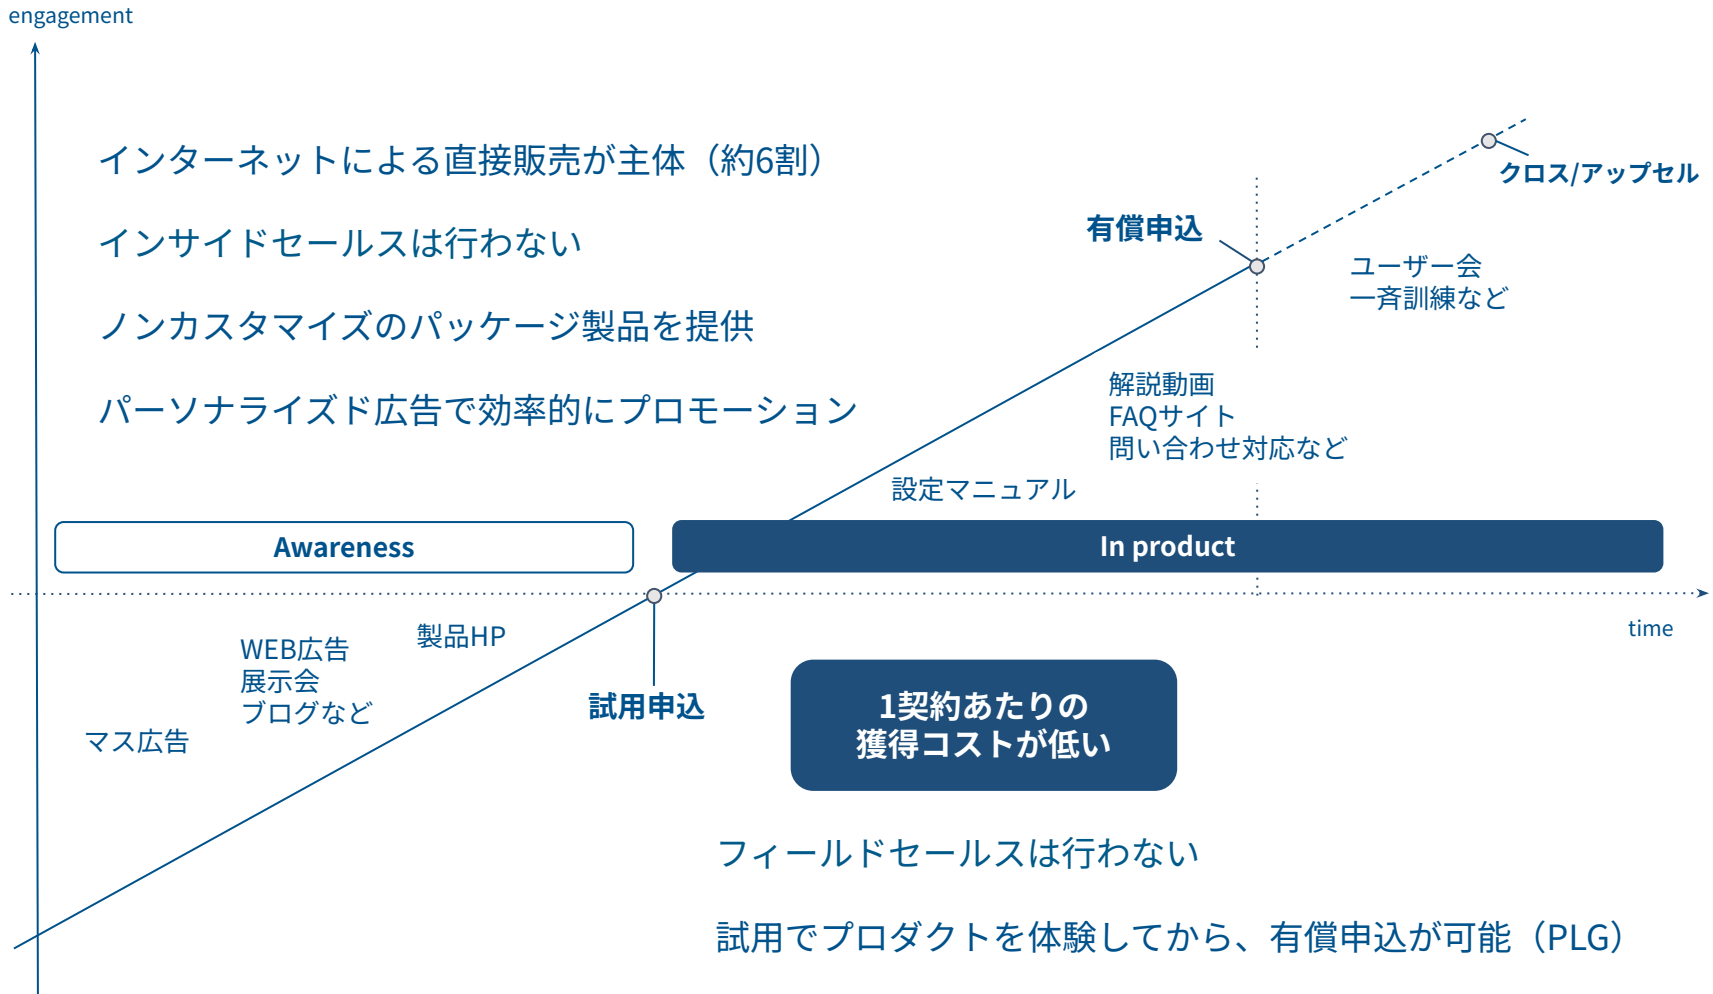 engagement
インターネットによる直接販売が主体（約6割）
インサイドセールスは行わない
ノンカスタマイズのパッケージ製品を提供
パーソナライズド広告で効率的にプロモーション
クロス/アップセル
有償申込
ユーザー会
一斉訓練など
解説動画
FAQサイト
問い合わせ対応など
設定マニュアル
Awareness
In product
time
製品HP
WEB広告
展示会
ブログなど
マス広告
試用申込
1契約あたりの
獲得コストが低い
フィールドセールスは行わない
試用でプロダクトを体験してから、有償申込が可能（PLG）